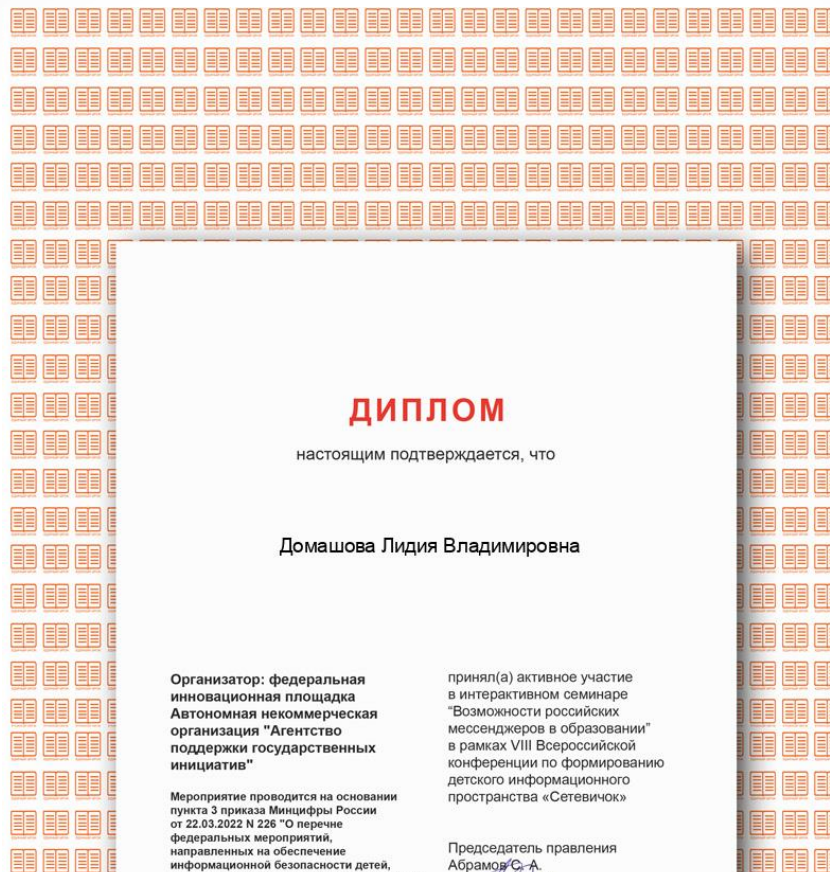 ДИПЛОМ
настоящим подтверждается, что
Домашова Лидия Владимировна
Организатор: федеральная
инновационная площадка
Автономная некоммерческая
организация "Агентство
поддержки государственных
инициатив"
Мероприятие проводится на основании
пункта 3 приказа Минцифры России
от 22.03.2022 N 226 "О перечне
федеральных мероприятий,
направленных на обеспечение
информационной безопасности детей,
принял(а) активное участие
в интерактивном семинаре
“Возможности российских
мессенджеров в образовании”
в рамках VIII Всероссийской
конференции по формированию
детского информационного
пространства «Сетевичок»
Председатель правления
Абрамов С. А.